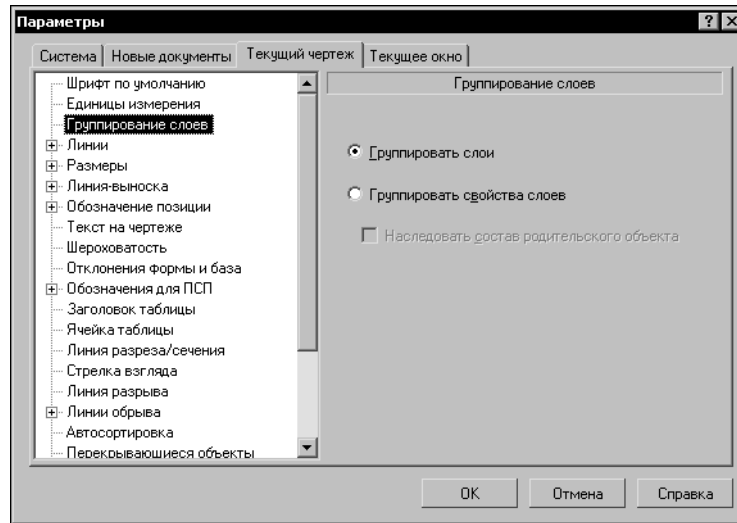 Параметры
Система Новые документы Текущий чертеж Текущее окно
Шрифт по умолчанию
Единицы измерения
Группирование слоев
Линии
Размеры
Линия-выноска
Обозначение позиции
Текст на чертеже
Шероховатость
Отклонения формы и база
Обозначения для ПСП
Заголовок таблицы
Ячейка таблицы
Линия разреза/сечения
Стрелка взгляда
Линия разрыва
Линии обрыва
Автосортировка
Перекрывающиеся объекты
Группирование слоев
Группировать слои
Группировать свойства слоев
Наследовать состав родительского объекта
OK Отмена Справка